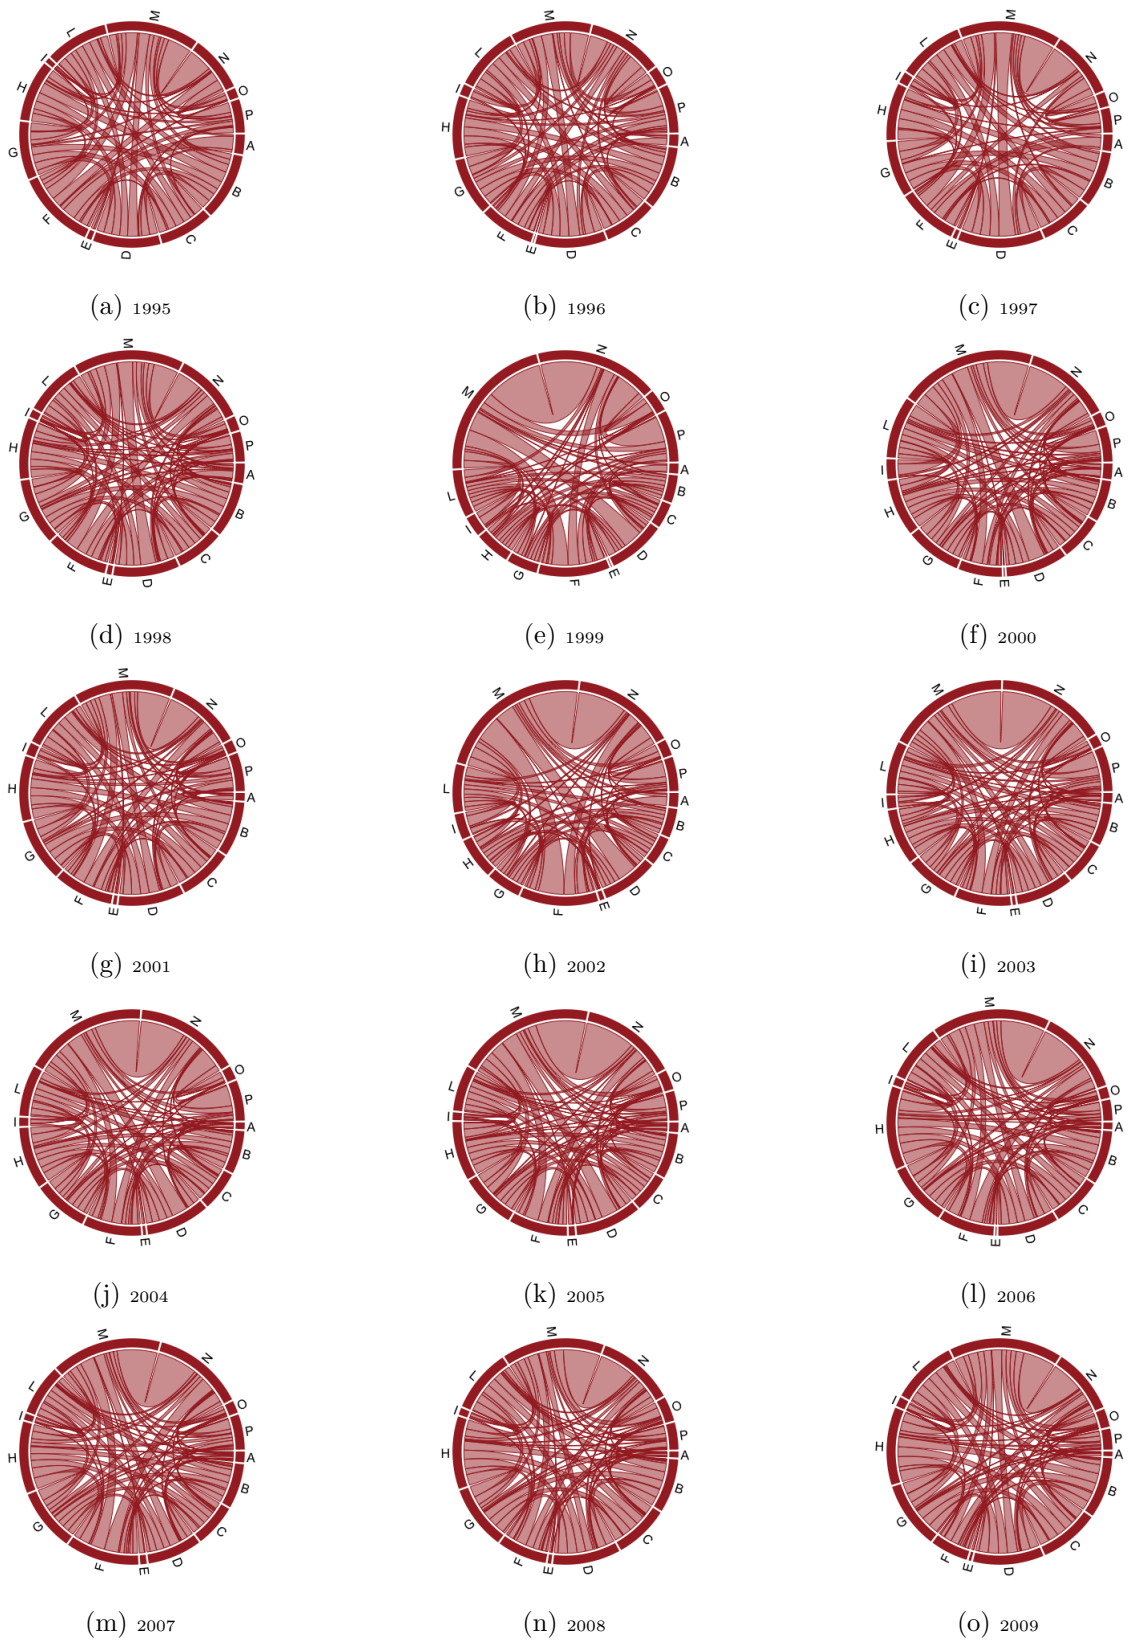 M
L
N
I
O
H
P
A
G
B
F
C
E
D
(a) 1995
M
L
N
I
O
P
H
A
B
G
C
F
E
D
(b) 1996
M
L
N
I
O
H
P
A
G
B
F
C
E
D
(c) 1997
M
L
N
I
O
H
P
A
G
B
F
C
E
D
(d) 1998
N
M
O
P
A
L
B
I
C
H
D
G
E
F
(e) 1999
M
N
O
L
P
I
A
H
B
G
C
F
E
D
(f) 2000
M
L
N
I
O
P
H
A
B
G
C
F
E
D
(g) 2001
M
N
O
P
L
A
I
B
H
C
G
D
F
E
(h) 2002
M
N
O
L
P
I
A
H
B
G
C
F
E
D
(i) 2003
M
N
O
L
P
I
A
H
B
G
C
F
E
D
(j) 2004
M
N
O
L
P
I
A
H
B
G
C
F
E
D
(k) 2005
M
L
N
I
O
P
H
A
B
G
C
F
E
D
(l) 2006
M
L
N
I
O
P
H
A
B
G
C
F
E
D
(m) 2007
M
L
N
I
O
P
H
A
B
G
C
F
E
D
(n) 2008
M
L
N
I
O
P
H
A
B
G
C
F
E
D
(o) 2009